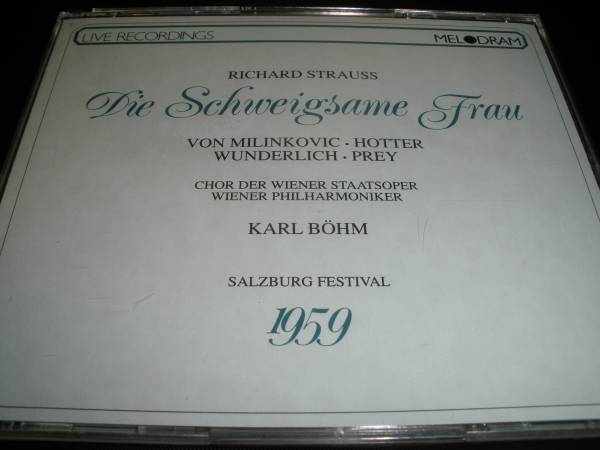 LIVE RECORDINGS
MELODRAM
RICHARD STRAUSS
Die Schweigsame Frau
VON MILINKOVIC · HOTTER
WUNDERLICH · PREY
CHOR DER WIENER STAATSOPER
WIENER PHILHARMONIKER
KARL BÖHM
SALZBURG FESTIVAL
1959